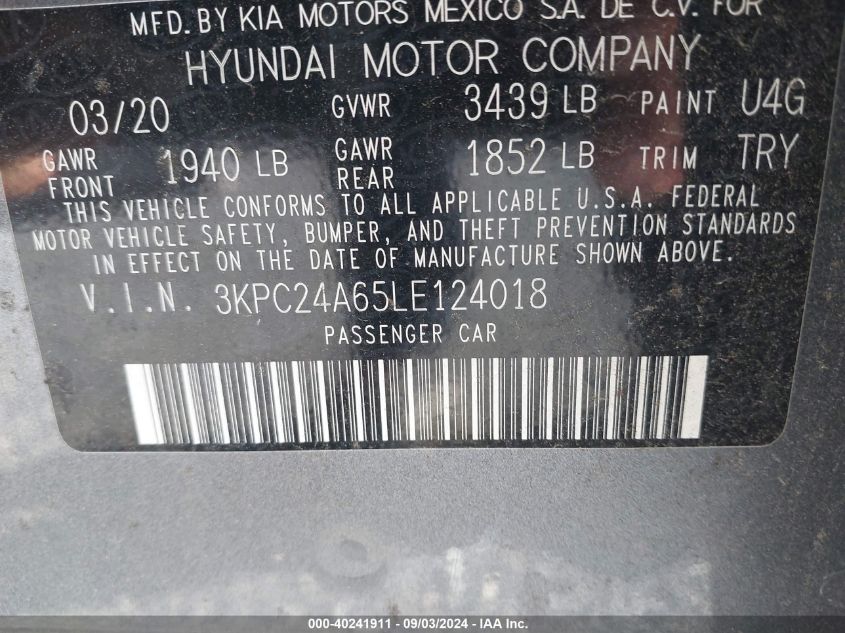 MFD. BY KIA MOTORS MEXICO S.A. DE C.V. FOR
HYUNDAI MOTOR COMPANY
03/20 GVWR 3439 LB PAINT U4G
GAWR FRONT 1940 LB GAWR REAR 1852 LB TRIM TRY
THIS VEHICLE CONFORMS TO ALL APPLICABLE U.S.A. FEDERAL
MOTOR VEHICLE SAFETY, BUMPER, AND THEFT PREVENTION STANDARDS
IN EFFECT ON THE DATE OF MANUFACTURE SHOWN ABOVE.
V.I.N. 3KPC24A65LE124018
PASSENGER CAR
000-40241911 - 09/03/2024 - IAA Inc.